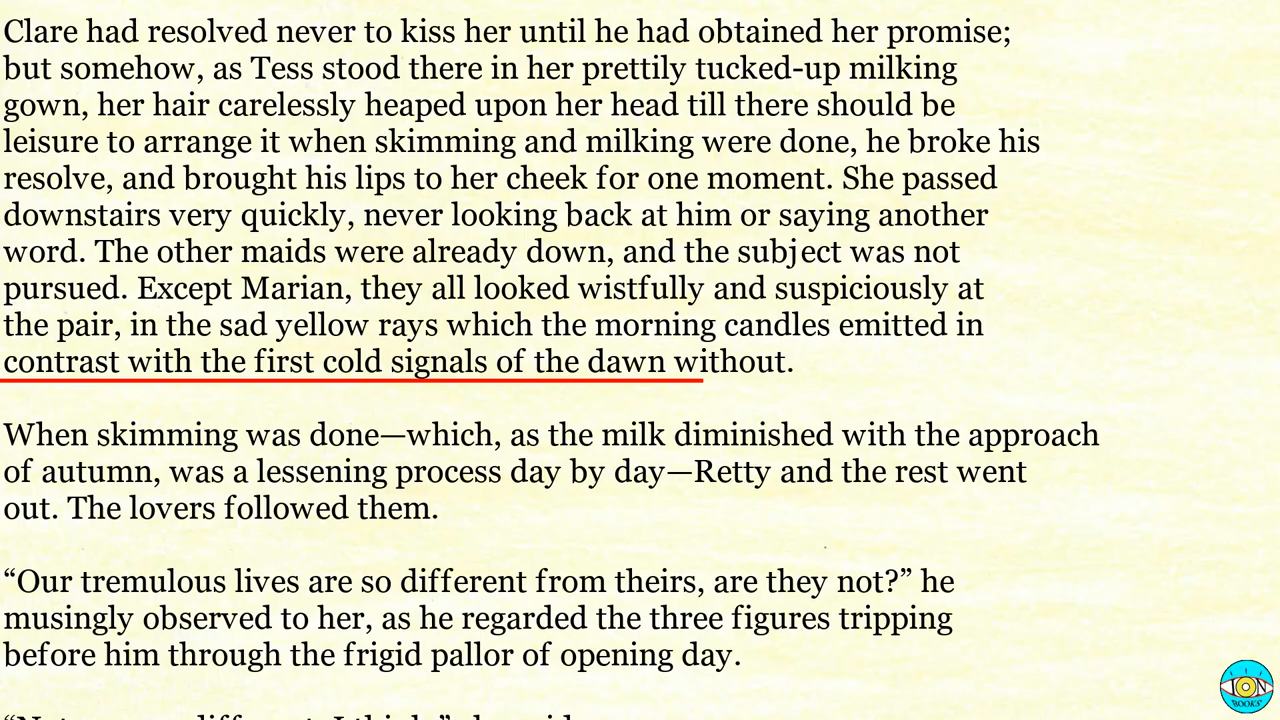 Clare had resolved never to kiss her until he had obtained her promise;
but somehow, as Tess stood there in her prettily tucked-up milking
gown, her hair carelessly heaped upon her head till there should be
leisure to arrange it when skimming and milking were done, he broke his
resolve, and brought his lips to her cheek for one moment. She passed
downstairs very quickly, never looking back at him or saying another
word. The other maids were already down, and the subject was not
pursued. Except Marian, they all looked wistfully and suspiciously at
the pair, in the sad yellow rays which the morning candles emitted in
contrast with the first cold signals of the dawn without.
When skimming was done—which, as the milk diminished with the approach
of autumn, was a lessening process day by day—Retty and the rest went
out. The lovers followed them.
“Our tremulous lives are so different from theirs, are they not?” he
musingly observed to her, as he regarded the three figures tripping
before him through the frigid pallor of opening day.
ION
BOOKS